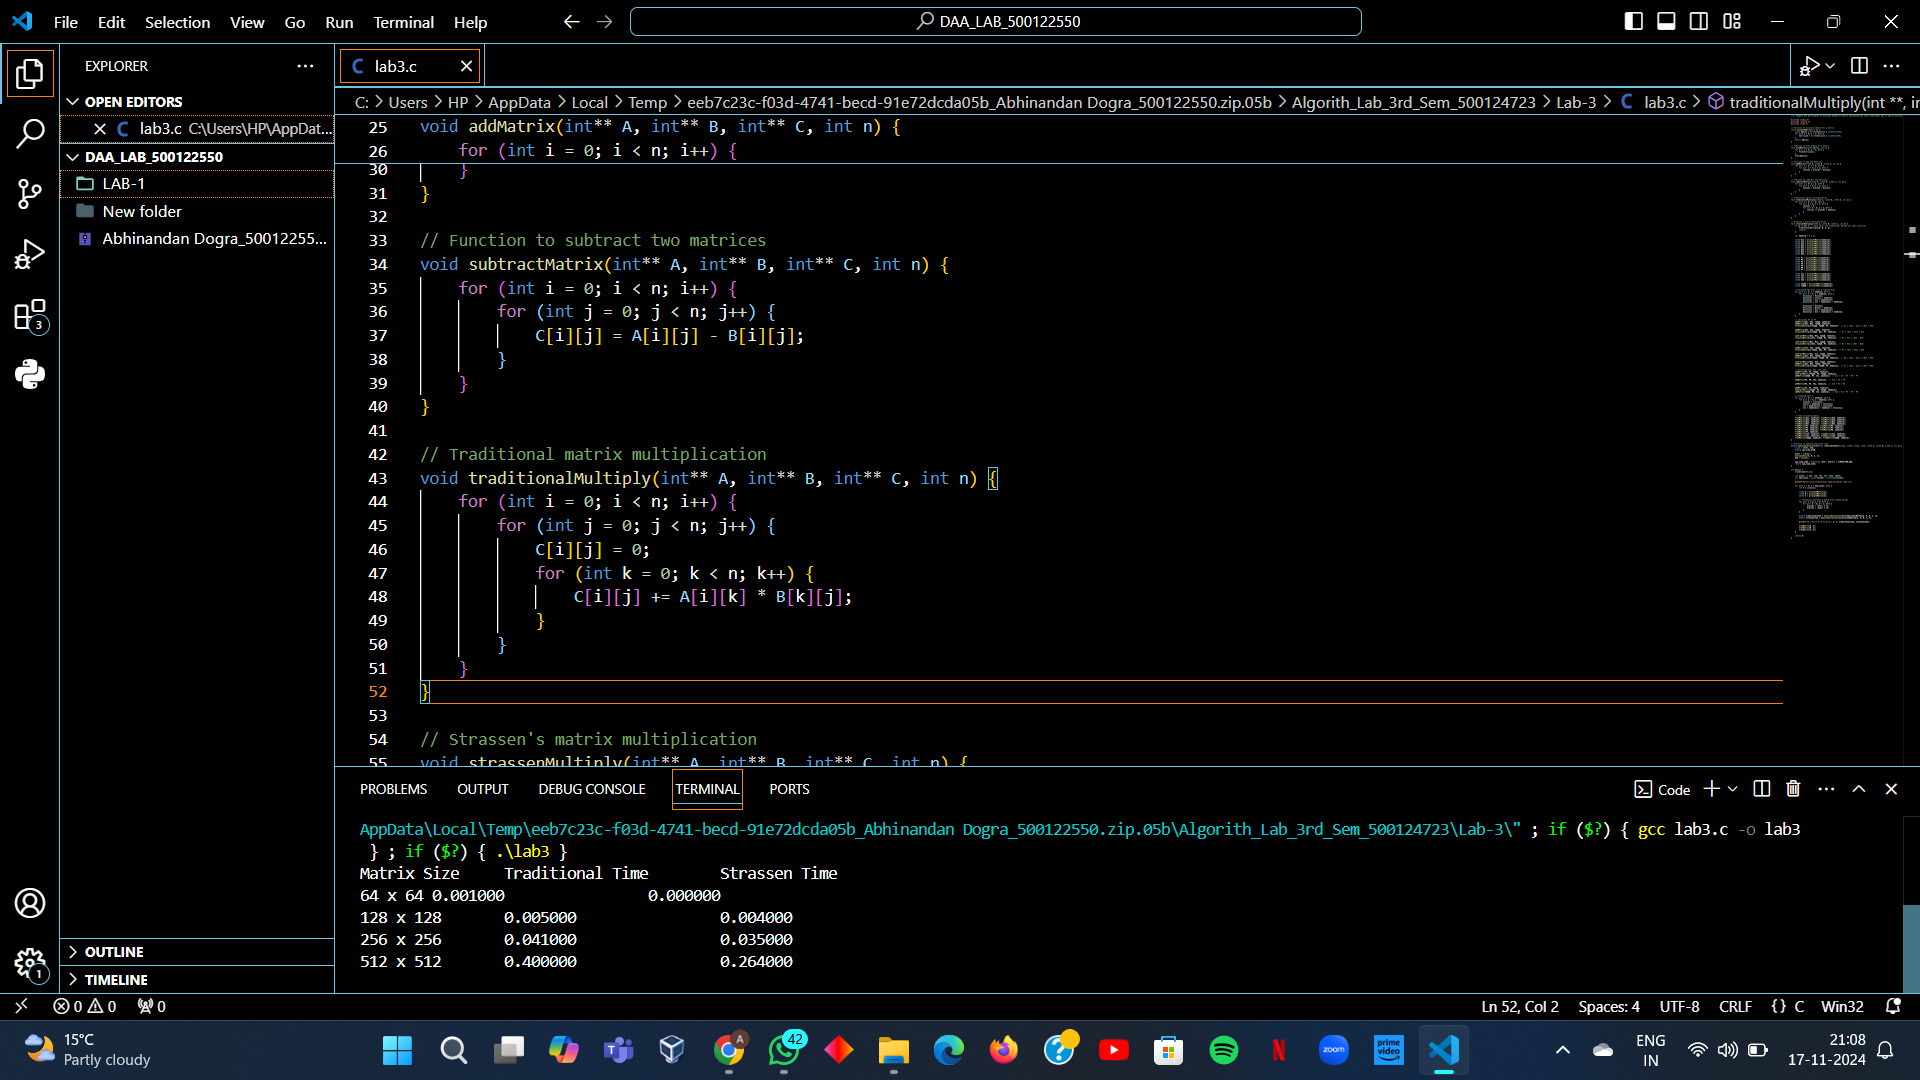 File Edit Selection View Go Run Terminal Help
DAA_LAB_500122550
EXPLORER
OPEN EDITORS
lab3.c C:\Users\HP\AppDat...
DAA_LAB_500122550
LAB-1
New folder
Abhinandan Dogra_50012255...
OUTLINE
TIMELINE
3
1
lab3.c
C: > Users > HP > AppData > Local > Temp > eeb7c23c-f03d-4741-becd-91e72dcda05b_Abhinandan Dogra_500122550.zip.05b > Algorith_Lab_3rd_Sem_500124723 > Lab-3 > C lab3.c > traditionalMultiply(int **, in
25 void addMatrix(int** A, int** B, int** C, int n) {
26 for (int i = 0; i < n; i++) {
30 }
31 }
32
33 // Function to subtract two matrices
34 void subtractMatrix(int** A, int** B, int** C, int n) {
35 for (int i = 0; i < n; i++) {
36 for (int j = 0; j < n; j++) {
37 C[i][j] = A[i][j] - B[i][j];
38 }
39 }
40 }
41
42 // Traditional matrix multiplication
43 void traditionalMultiply(int** A, int** B, int** C, int n) {
44 for (int i = 0; i < n; i++) {
45 for (int j = 0; j < n; j++) {
46 C[i][j] = 0;
47 for (int k = 0; k < n; k++) {
48 C[i][j] += A[i][k] * B[k][j];
49 }
50 }
51 }
52 }
53
54 // Strassen's matrix multiplication
55 void strassenMultiply(int** A, int** B, int** C, int n) {
PROBLEMS OUTPUT DEBUG CONSOLE TERMINAL PORTS
Code
AppData\Local\Temp\eeb7c23c-f03d-4741-becd-91e72dcda05b_Abhinandan Dogra_500122550.zip.05b\Algorith_Lab_3rd_Sem_500124723\Lab-3\" ; if ($?) { gcc lab3.c -o lab3
} ; if ($?) { .\lab3 }
Matrix Size Traditional Time Strassen Time
64 x 64 0.001000 0.000000
128 x 128 0.005000 0.004000
256 x 256 0.041000 0.035000
512 x 512 0.400000 0.264000
0 0 0
Ln 52, Col 2 Spaces: 4 UTF-8 CRLF {} C Win32
15°C
Partly cloudy
A
42
zoom
prime video
ENG
IN
21:08
17-11-2024